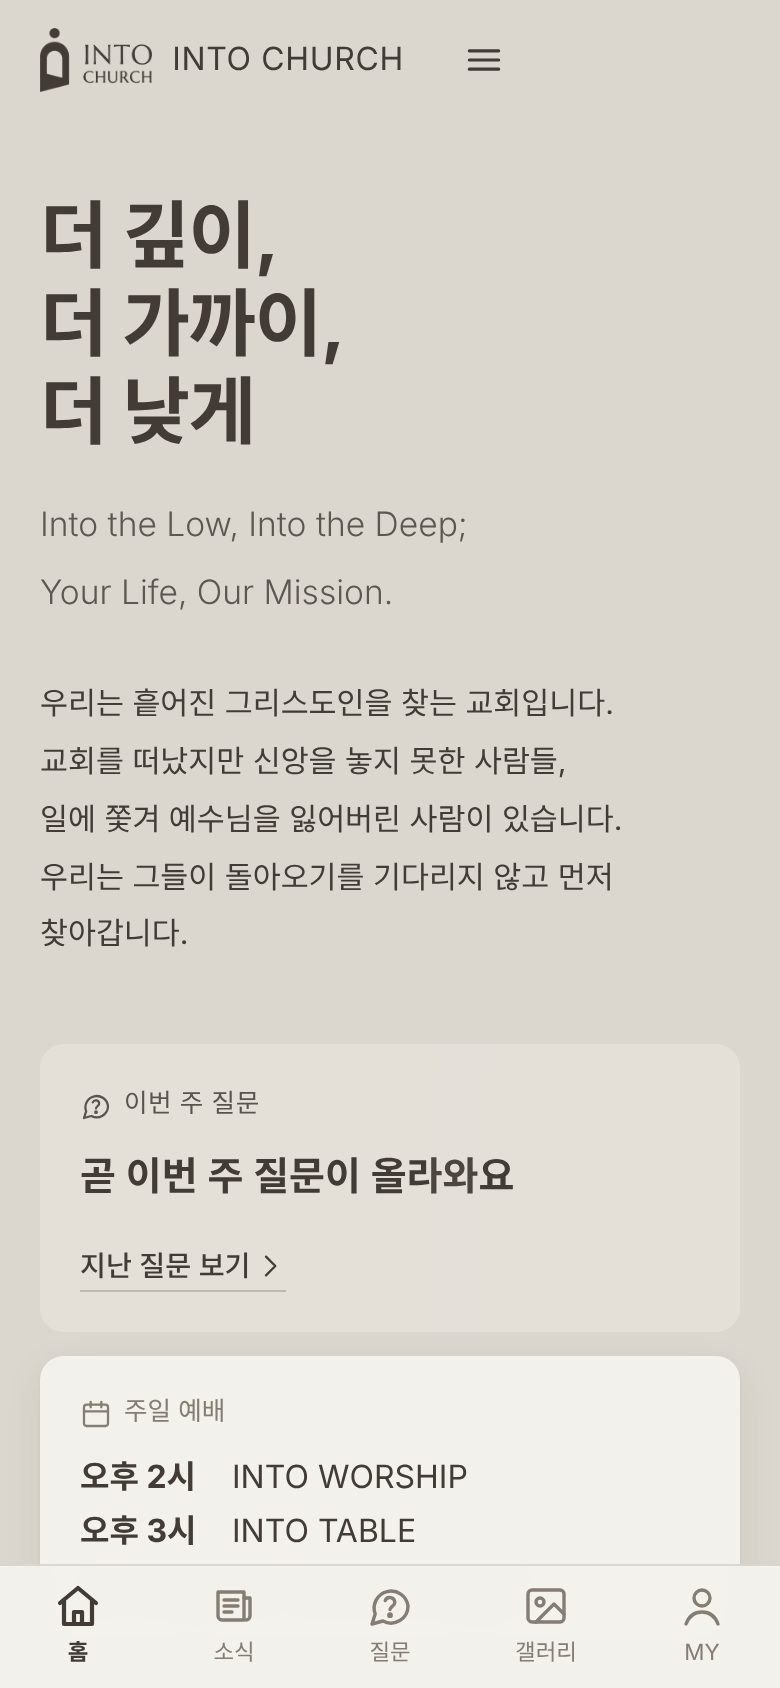 INTO
CHURCH
INTO CHURCH
더 깊이,
더 가까이,
더 낮게
Into the Low, Into the Deep;
Your Life, Our Mission.
우리는 흩어진 그리스도인을 찾는 교회입니다.
교회를 떠났지만 신앙을 놓지 못한 사람들,
일에 쫓겨 예수님을 잃어버린 사람이 있습니다.
우리는 그들이 돌아오기를 기다리지 않고 먼저
찾아갑니다.
이번 주 질문
곧 이번 주 질문이 올라와요
지난 질문 보기
주일 예배
오후 2시 INTO WORSHIP
오후 3시 INTO TABLE
홈 소식 질문 갤러리 MY